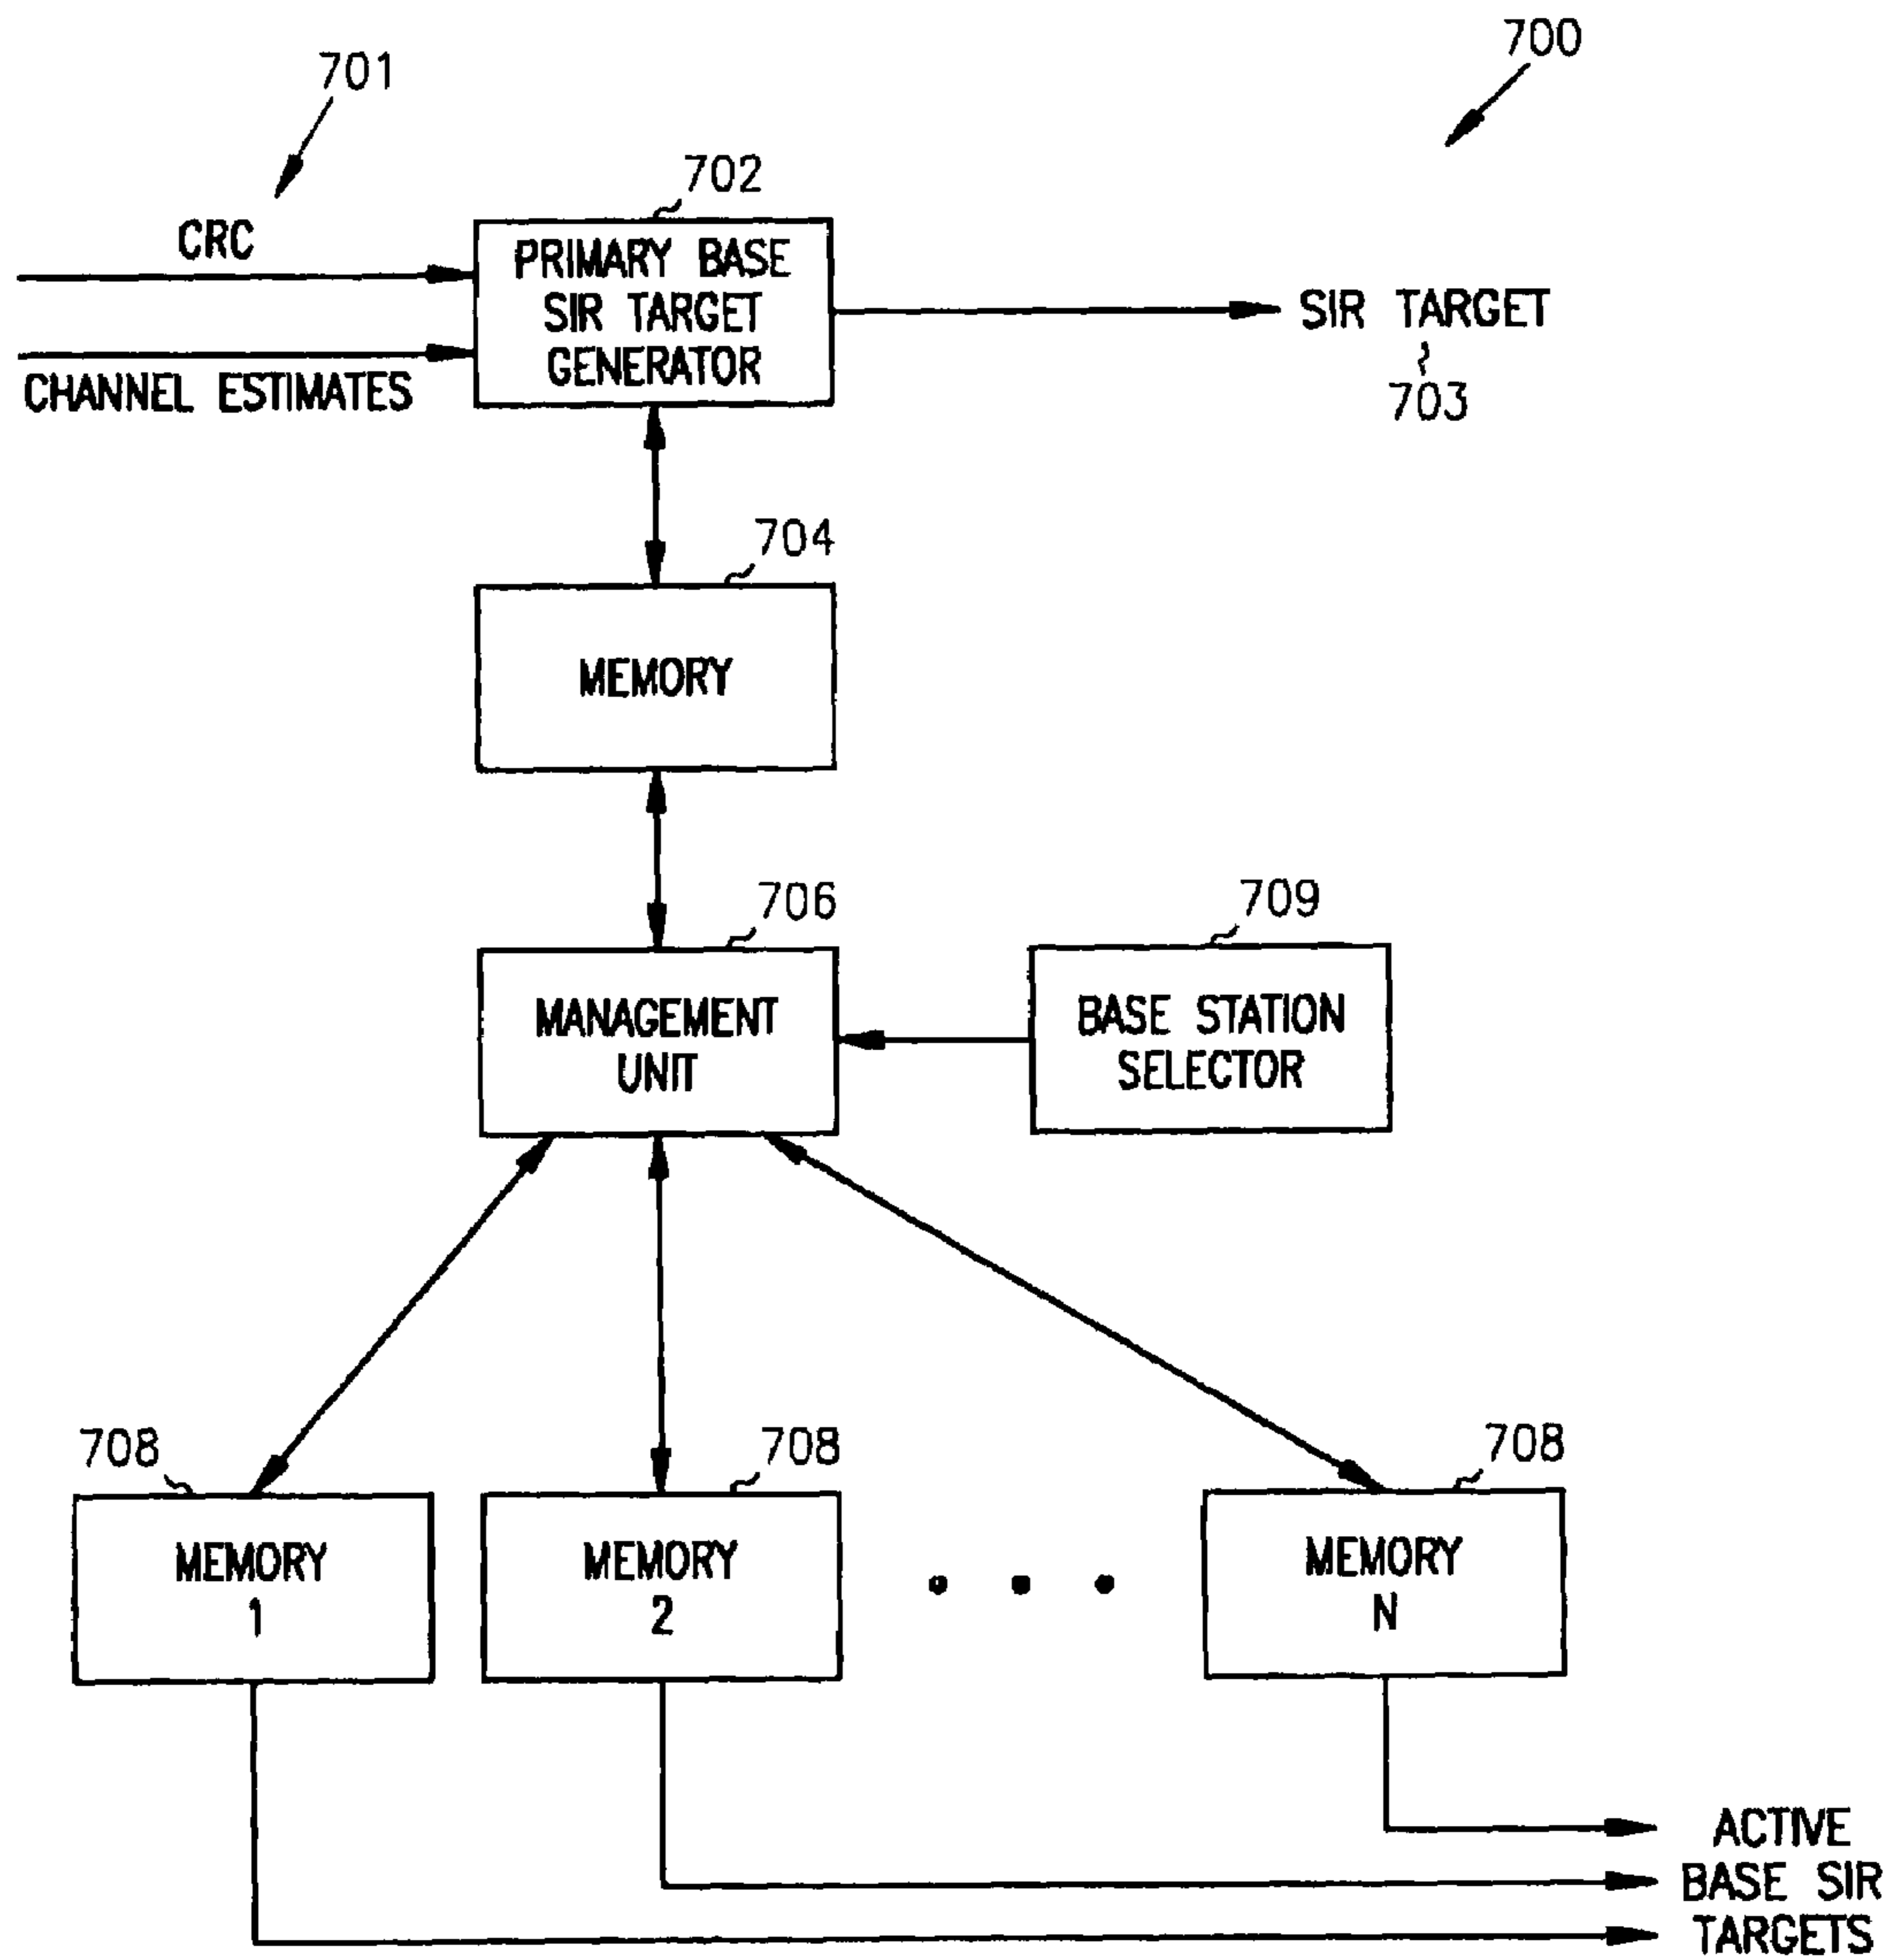 700
701
702
CRC
PRIMARY BASE
SIR TARGET
GENERATOR
SIR TARGET
703
CHANNEL ESTIMATES
704
MEMORY
706
709
MANAGEMENT
UNIT
BASE STATION
SELECTOR
708
708
708
MEMORY
1
MEMORY
2
MEMORY
N
ACTIVE
BASE SIR
TARGETS